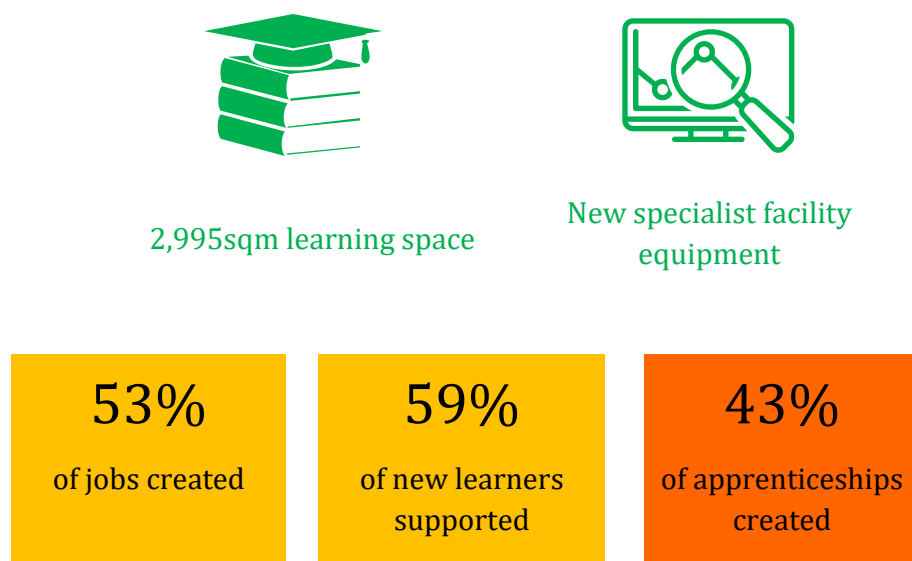 2,995sqm learning space
New specialist facility
equipment
53%
of jobs created
59%
of new learners
supported
43%
of apprenticeships
created